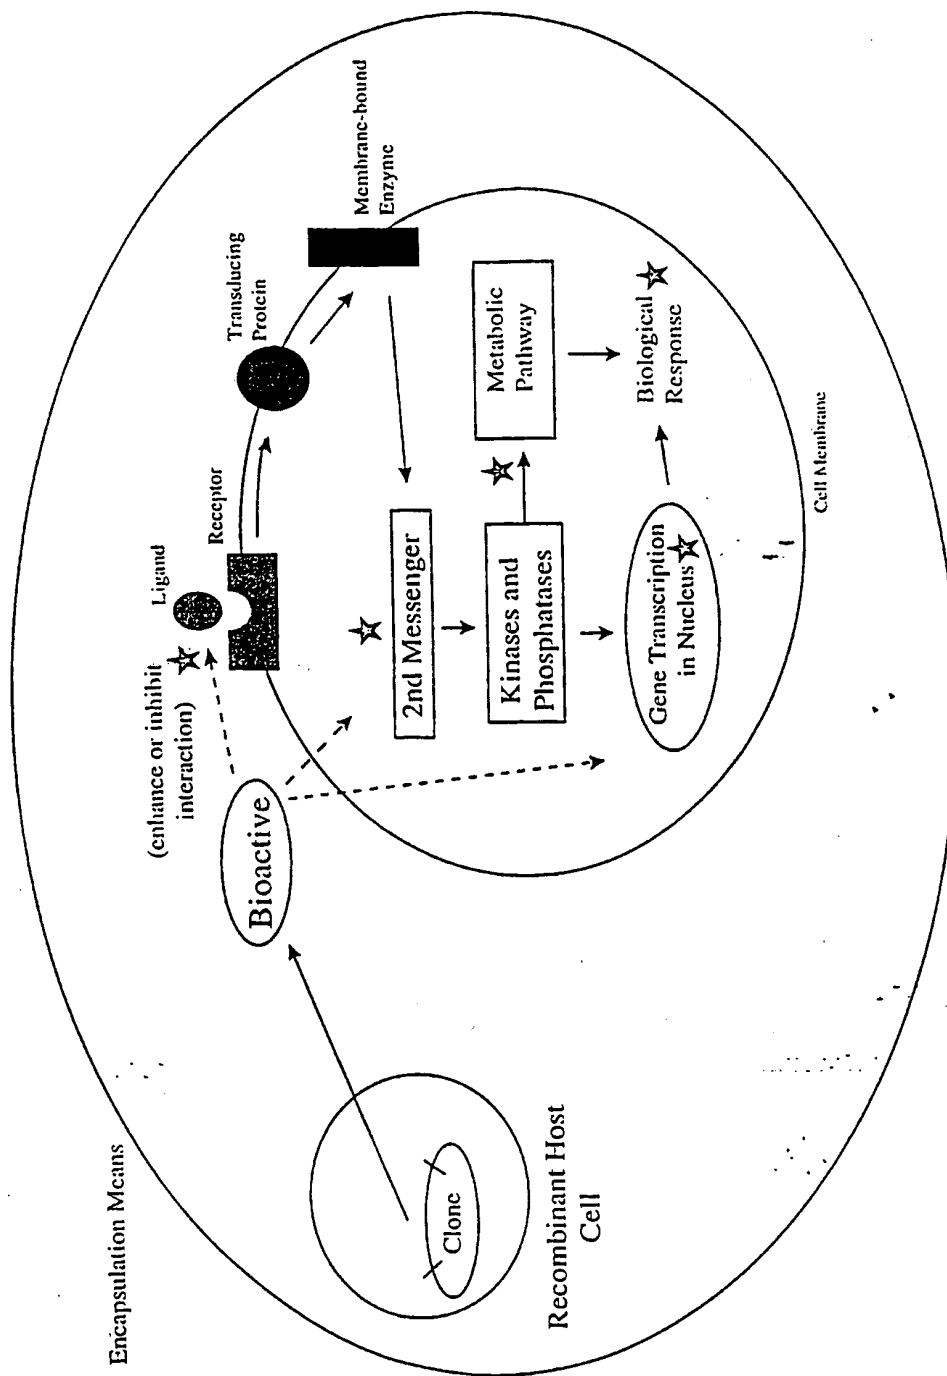 Encapsulation Means
(enhance or inhibit
interaction)
Ligand
Receptor
Transducing
Protein
Membrane-bound
Enzyme
Bioactive
2nd Messenger
Kinases and
Phosphatases
Metabolic
Pathway
Gene Transcription
in Nucleus
Biological
Response
Cell Membrane
Clone
Recombinant Host
Cell